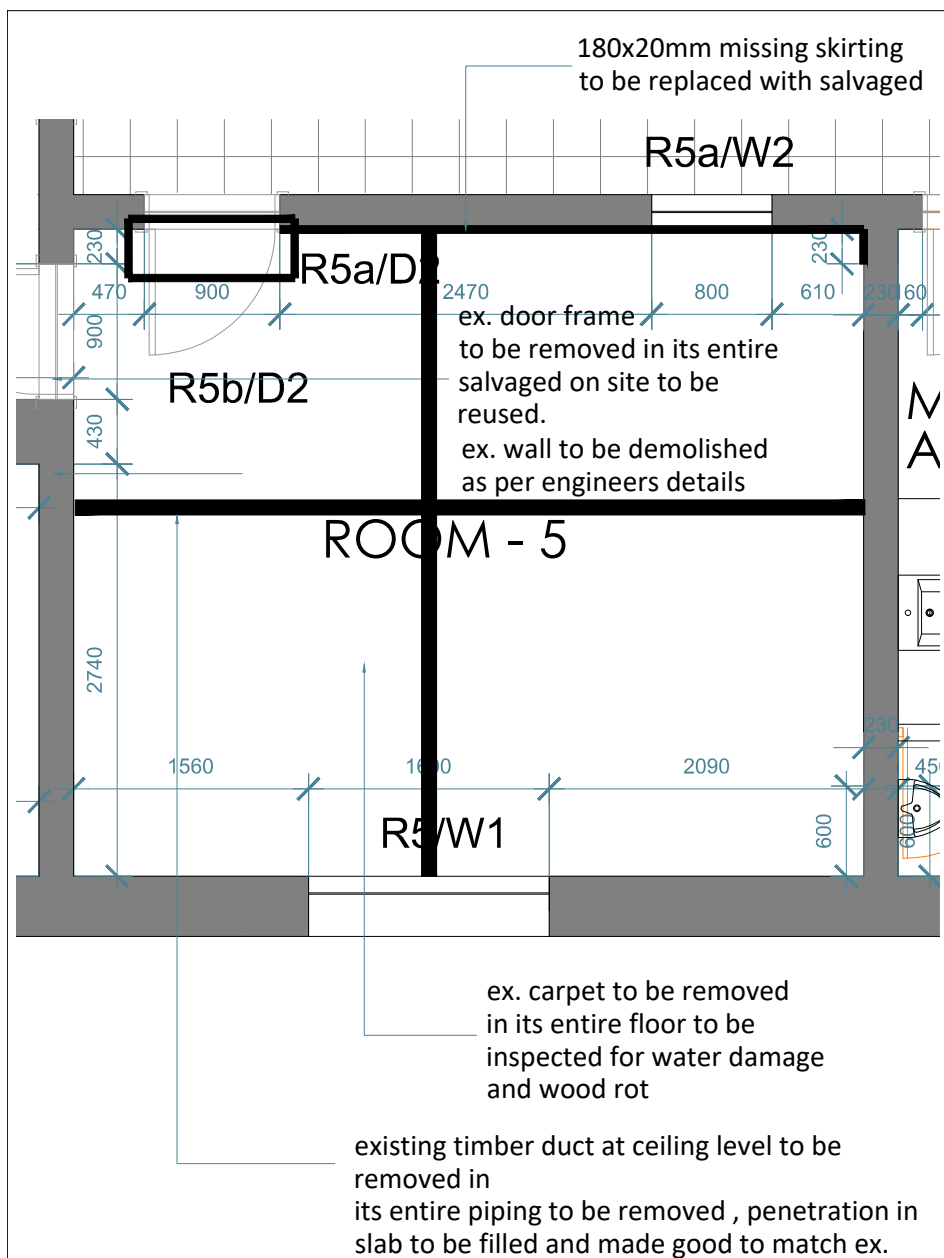 180x20mm missing skirting
to be replaced with salvaged
R5a/W2
230
R5a/D2
230
470
900
2470
800
610
230
160
900
ex. door frame
to be removed in its entire
salvaged on site to be
reused.
R5b/D2
430
ex. wall to be demolished
as per engineers details
M
A
ROOM - 5
2740
230
1560
1600
2090
450
R5/W1
600
600
ex. carpet to be removed
in its entire floor to be
inspected for water damage
and wood rot
existing timber duct at ceiling level to be
removed in
its entire piping to be removed , penetration in
slab to be filled and made good to match ex.